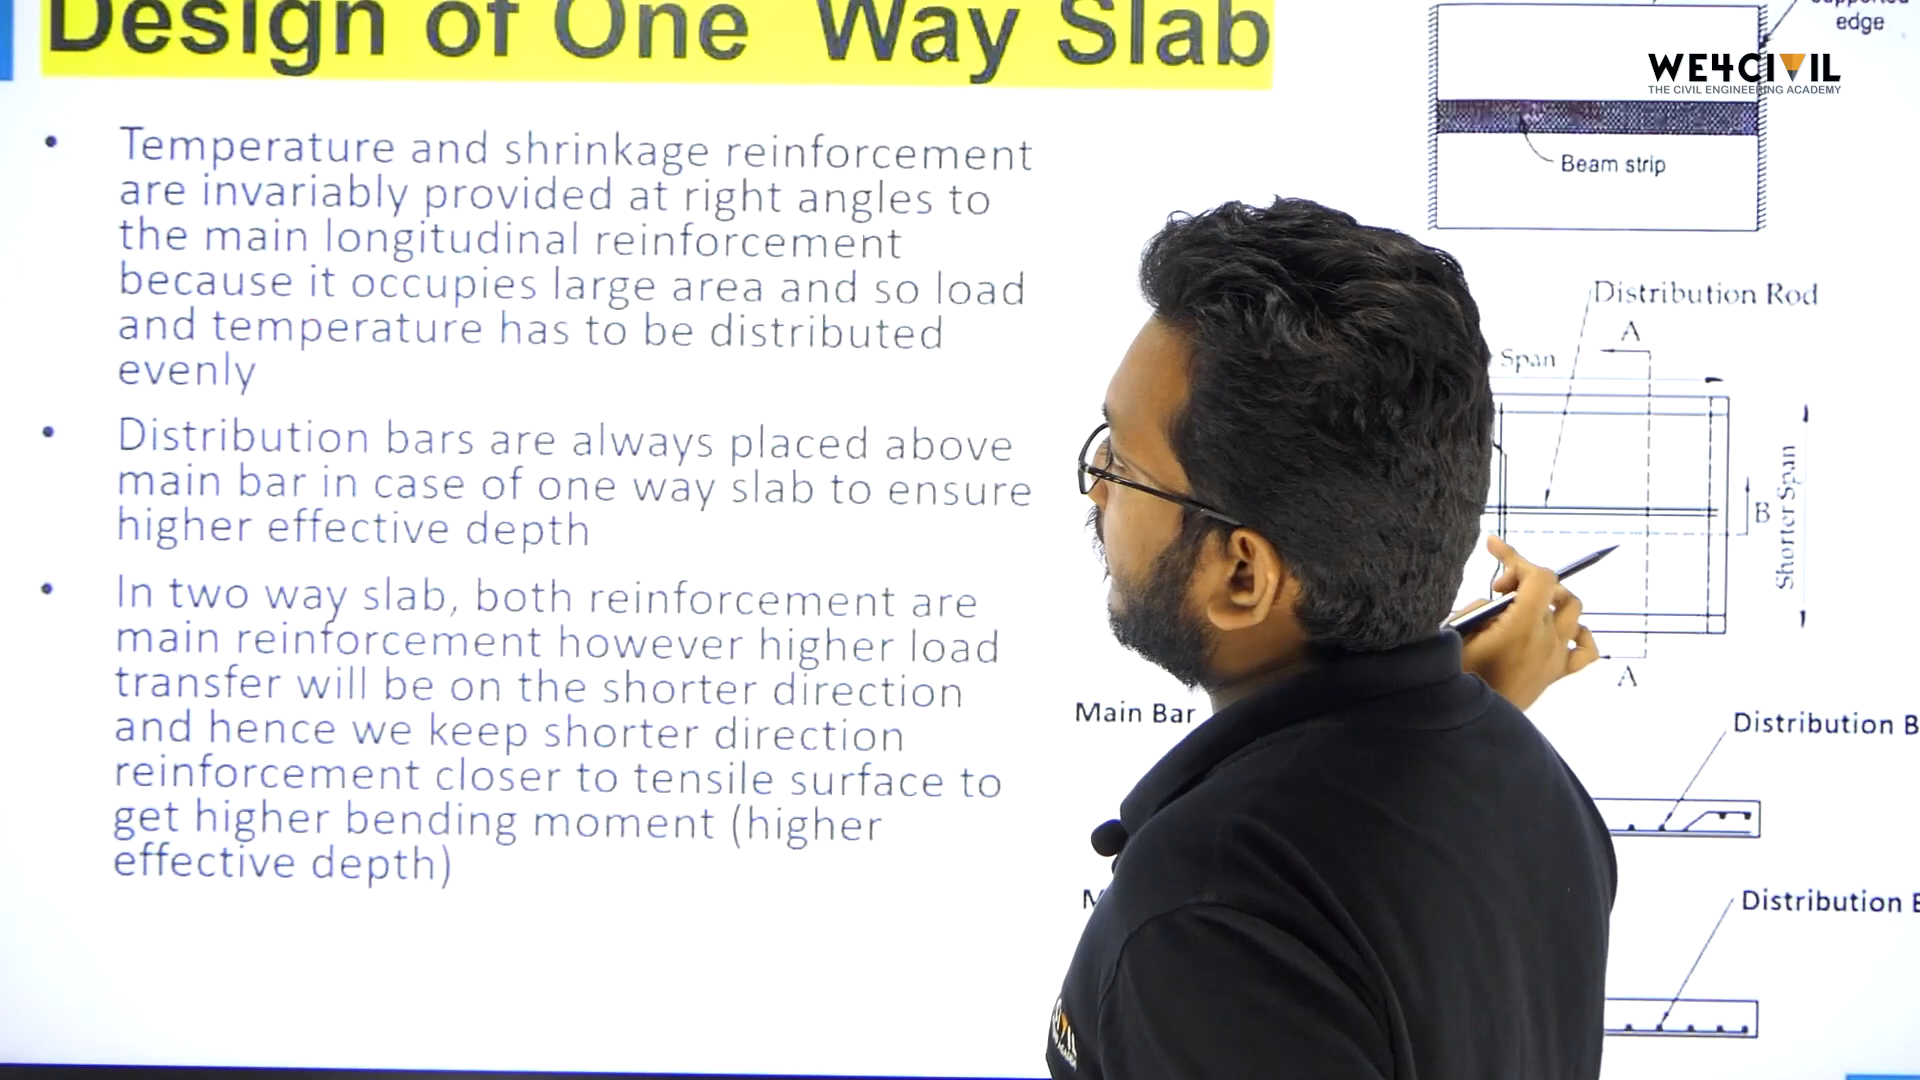 Design of One Way Slab
• Temperature and shrinkage reinforcement
are invariably provided at right angles to
the main longitudinal reinforcement
because it occupies large area and so load
and temperature has to be distributed
evenly
• Distribution bars are always placed above
main bar in case of one way slab to ensure
higher effective depth
• In two way slab, both reinforcement are
main reinforcement however higher load
transfer will be on the shorter direction
and hence we keep shorter direction
reinforcement closer to tensile surface to
get higher bending moment (higher
effective depth)
edge
WE4CIVIL
THE CIVIL ENGINEERING ACADEMY
Beam strip
Distribution Rod
A
Span
B
Shorter Span
A
Main Bar
Distribution B
Distribution